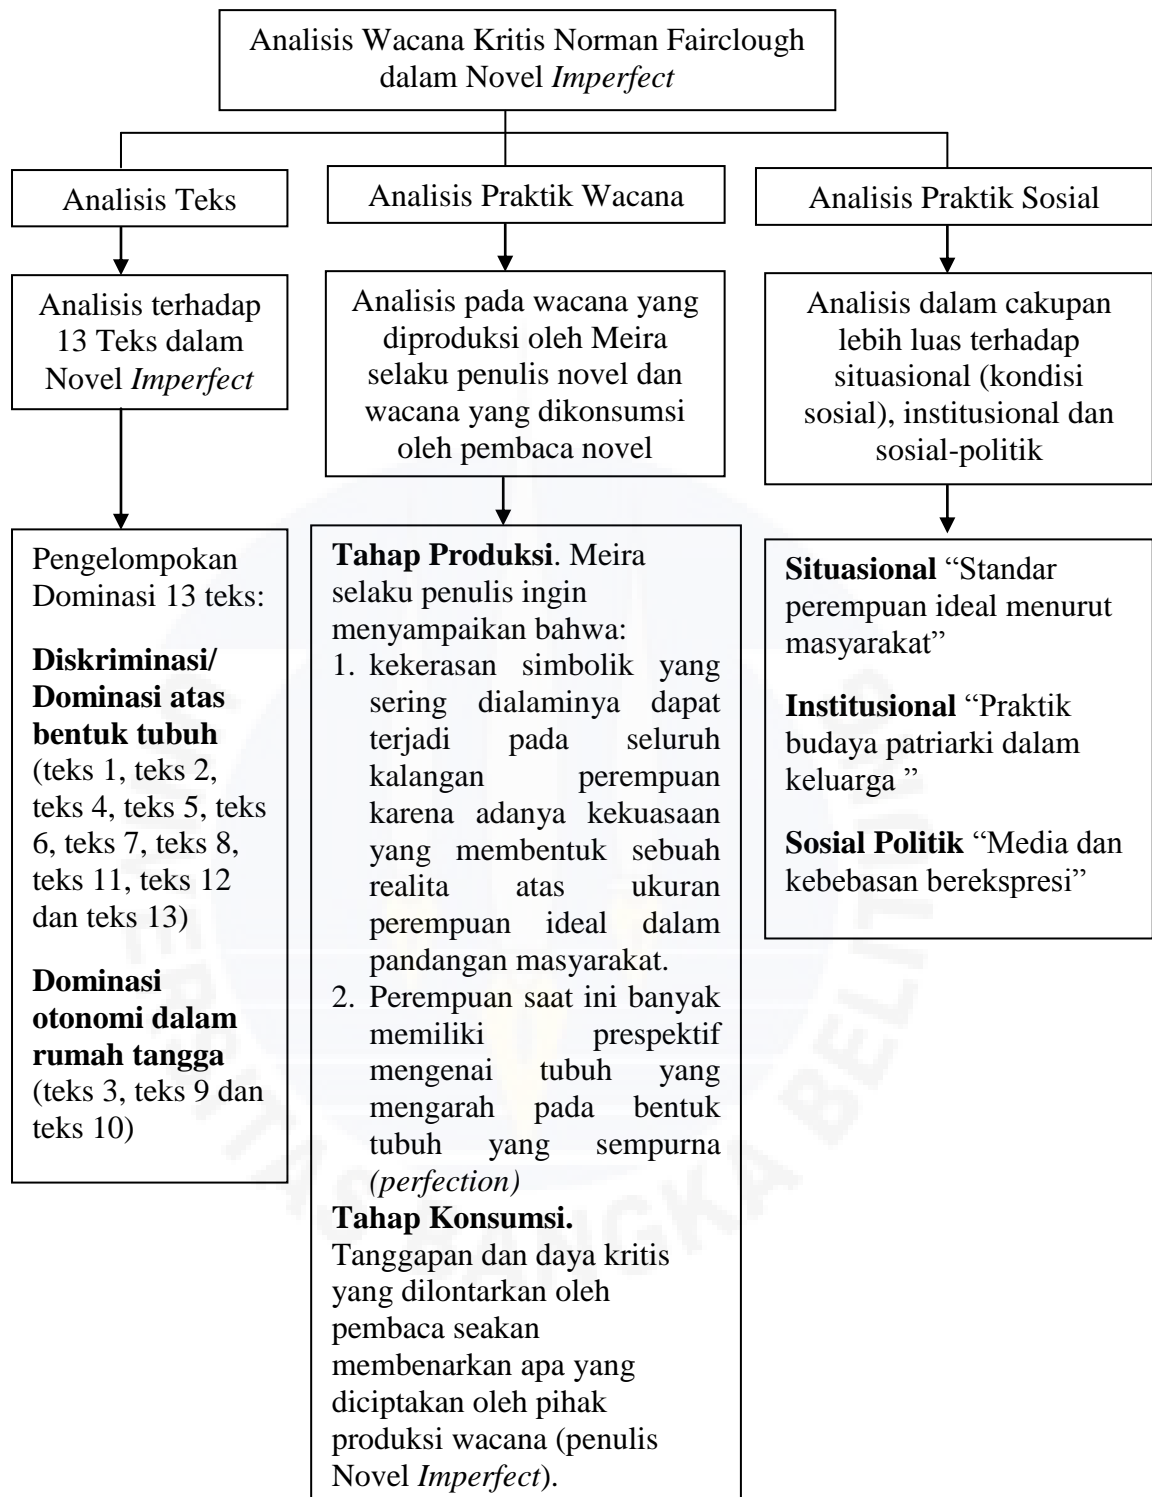 Analisis Wacana Kritis Norman Fairclough
dalam Novel Imperfect
Analisis Teks
Analisis terhadap
13 Teks dalam
Novel Imperfect
Pengelompokan
Dominasi 13 teks:
Diskriminasi/
Dominasi atas
bentuk tubuh
(teks 1, teks 2,
teks 4, teks 5, teks
6, teks 7, teks 8,
teks 11, teks 12
dan teks 13)
Dominasi
otonomi dalam
rumah tangga
(teks 3, teks 9 dan
teks 10)
Analisis Praktik Wacana
Analisis pada wacana yang
diproduksi oleh Meira
selaku penulis novel dan
wacana yang dikonsumsi
oleh pembaca novel
Tahap Produksi. Meira
selaku penulis ingin
menyampaikan bahwa:
1. kekerasan simbolik yang
sering dialaminya dapat
terjadi pada seluruh
kalangan perempuan
karena adanya kekuasaan
yang membentuk sebuah
realita atas ukuran
perempuan ideal dalam
pandangan masyarakat.
2. Perempuan saat ini banyak
memiliki prespektif
mengenai tubuh yang
mengarah pada bentuk
tubuh yang sempurna
(perfection)
Tahap Konsumsi.
Tanggapan dan daya kritis
yang dilontarkan oleh
pembaca seakan
membenarkan apa yang
diciptakan oleh pihak
produksi wacana (penulis
Novel Imperfect).
Analisis Praktik Sosial
Analisis dalam cakupan
lebih luas terhadap
situasional (kondisi
sosial), institusional dan
sosial-politik
Situasional “Standar
perempuan ideal menurut
masyarakat”
Institusional “Praktik
budaya patriarki dalam
keluarga ”
Sosial Politik “Media dan
kebebasan berekspresi”